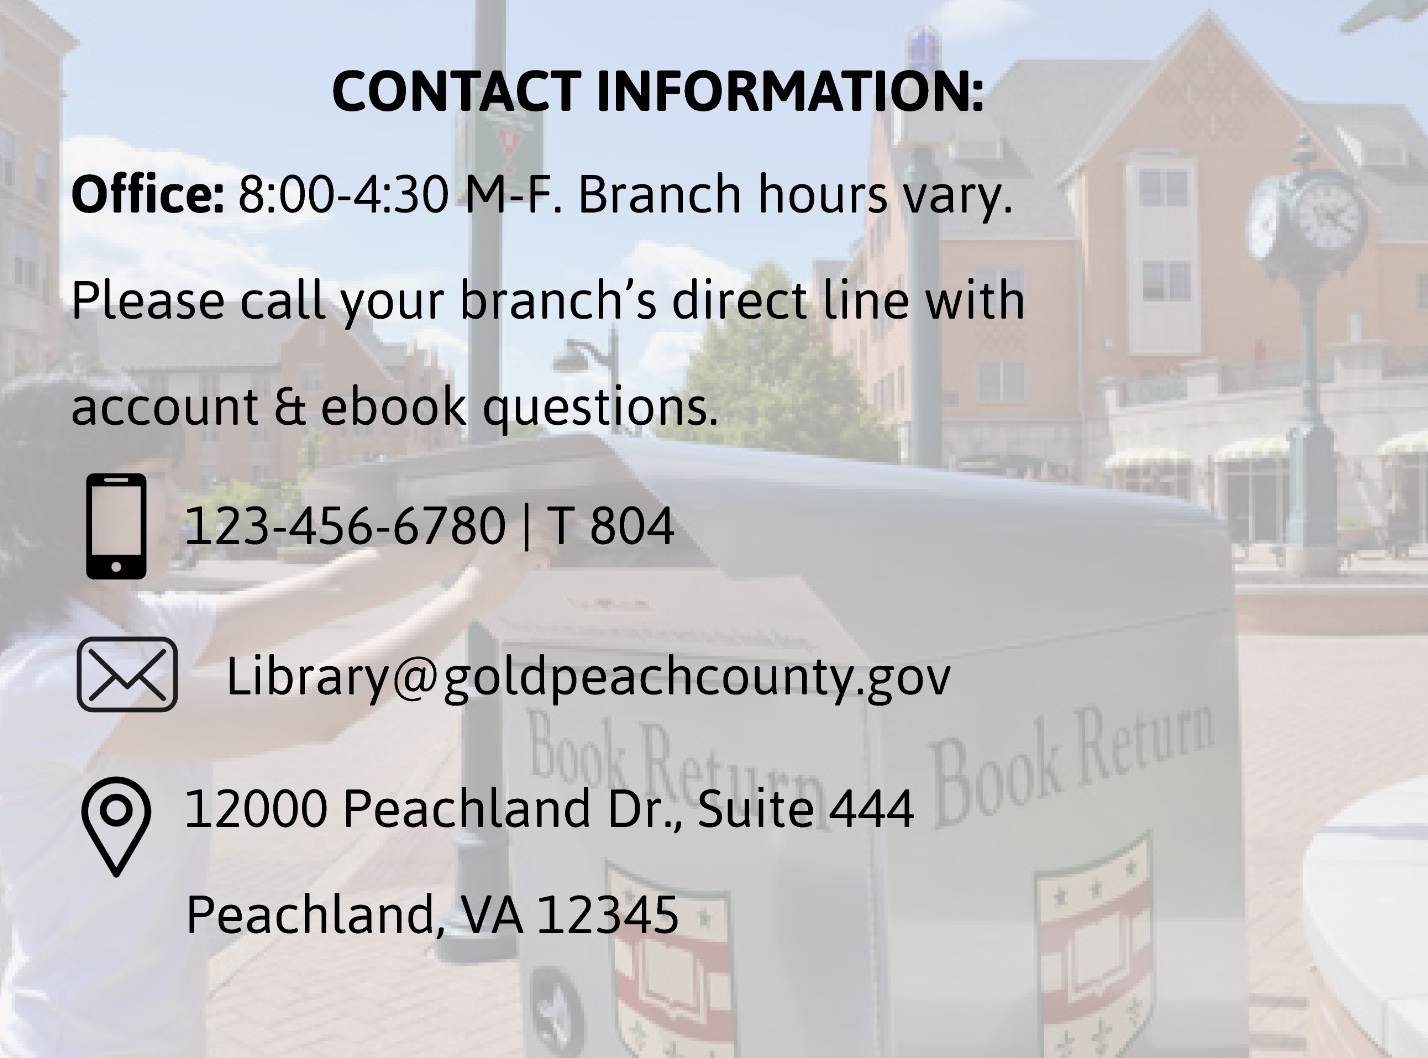 CONTACT INFORMATION:
Office: 8:00-4:30 M-F. Branch hours vary.
Please call your branch’s direct line with
account & ebook questions.
123-456-6780 | T 804
Library@goldpeachcounty.gov
Book Return
Book Return
12000 Peachland Dr., Suite 444
Peachland, VA 12345